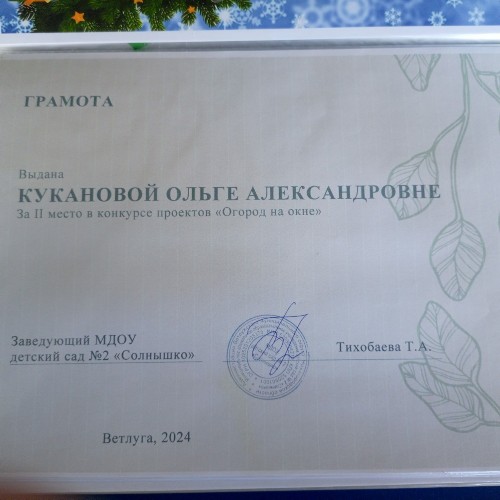 ГРАМОТА
Выдана
КУКАНОВОЙ ОЛЬГЕ АЛЕКСАНДРОВНЕ
За II место в конкурсе проектов «Огород на окне»
Заведующий МДОУ
детский сад №2 «Солнышко»
Тихобаева Т.А.
Ветлуга, 2024